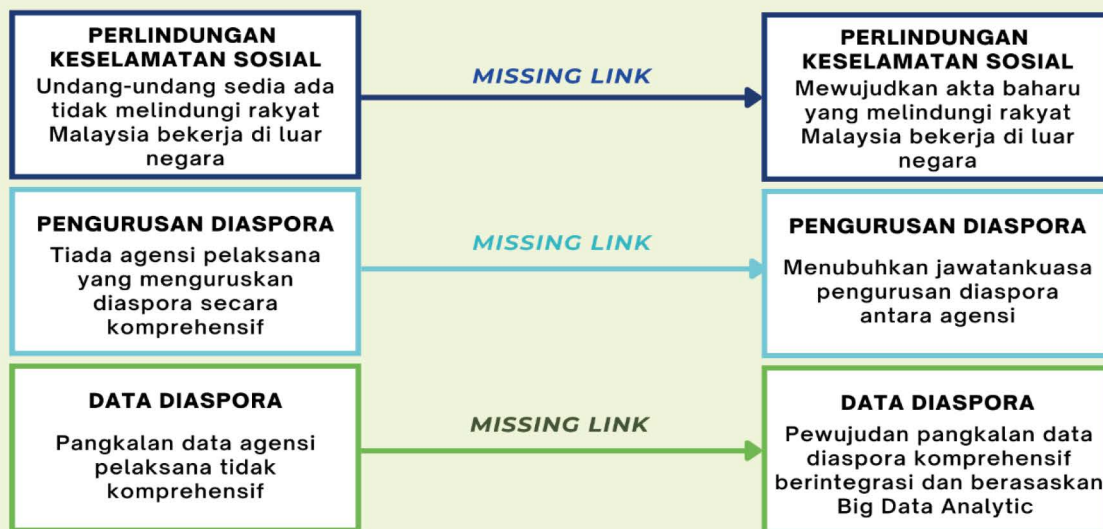 PERLINDUNGAN
KESELAMATAN SOSIAL
Undang-undang sedia ada
tidak melindungi rakyat
Malaysia bekerja di luar
negara
MISSING LINK
PERLINDUNGAN
KESELAMATAN SOSIAL
Mewujudkan akta baharu
yang melindungi rakyat
Malaysia bekerja di luar
negara
PENGURUSAN DIASPORA
Tiada agensi pelaksana
yang menguruskan
diaspora secara
komprehensif
MISSING LINK
PENGURUSAN DIASPORA
Menubuhkan jawatankuasa
pengurusan diaspora
antara agensi
DATA DIASPORA
Pangkalan data agensi
pelaksana tidak
komprehensif
MISSING LINK
DATA DIASPORA
Pewujudan pangkalan data
diaspora komprehensif
berintegrasi dan berasaskan
Big Data Analytic